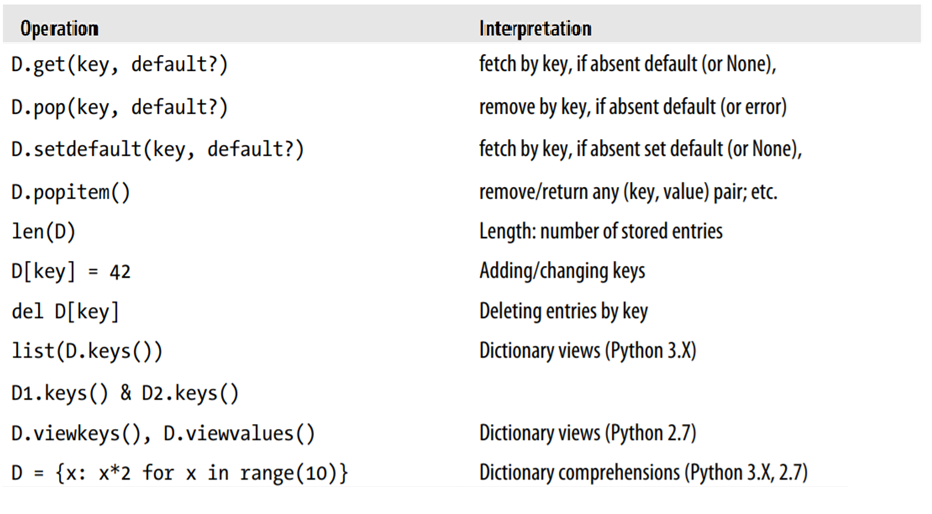 Operation Interpretation
D.get(key, default?) fetch by key, if absent default (or None),
D.pop(key, default?) remove by key, if absent default (or error)
D.setdefault(key, default?) fetch by key, if absent set default (or None),
D.popitem() remove/return any (key, value) pair; etc.
len(D) Length: number of stored entries
D[key] = 42 Adding/changing keys
del D[key] Deleting entries by key
list(D.keys()) Dictionary views (Python 3.X)
D1.keys() & D2.keys()
D.viewkeys(), D.viewvalues() Dictionary views (Python 2.7)
D = {x: x*2 for x in range(10)} Dictionary comprehensions (Python 3.X, 2.7)